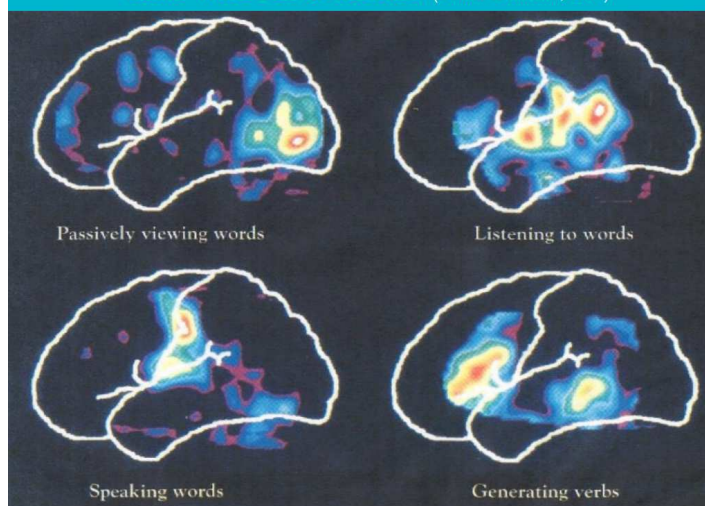 Passively viewing words
Listening to words
Speaking words
Generating verbs